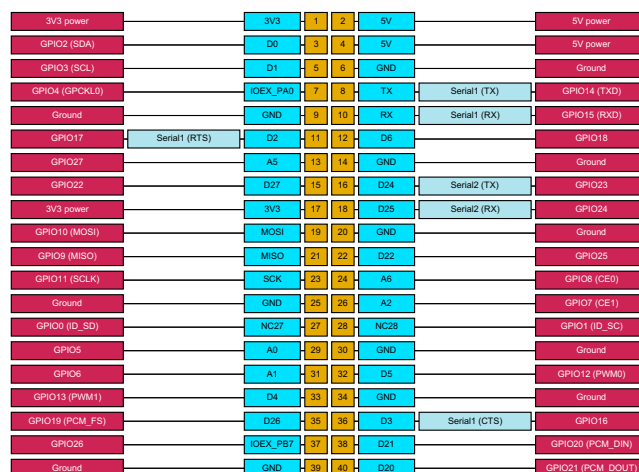 3V3 power 3V3 1 2 5V 5V power
GPIO2 (SDA) D0 3 4 5V 5V power
GPIO3 (SCL) D1 5 6 GND Ground
GPIO4 (GPCKL0) IOEX_PA0 7 8 TX Serial1 (TX) GPIO14 (TXD)
Ground GND 9 10 RX Serial1 (RX) GPIO15 (RXD)
GPIO17 Serial1 (RTS) D2 11 12 D6 GPIO18
GPIO27 A5 13 14 GND Ground
GPIO22 D27 15 16 D24 Serial2 (TX) GPIO23
3V3 power 3V3 17 18 D25 Serial2 (RX) GPIO24
GPIO10 (MOSI) MOSI 19 20 GND Ground
GPIO9 (MISO) MISO 21 22 D22 GPIO25
GPIO11 (SCLK) SCK 23 24 A6 GPIO8 (CE0)
Ground GND 25 26 A2 GPIO7 (CE1)
GPIO0 (ID_SD) NC27 27 28 NC28 GPIO1 (ID_SC)
GPIO5 A0 29 30 GND Ground
GPIO6 A1 31 32 D5 GPIO12 (PWM0)
GPIO13 (PWM1) D4 33 34 GND Ground
GPIO19 (PCM_FS) D26 35 36 D3 Serial1 (CTS) GPIO16
GPIO26 IOEX_PB7 37 38 D21 GPIO20 (PCM_DIN)
Ground GND 39 40 D20 GPIO21 (PCM_DOUT)